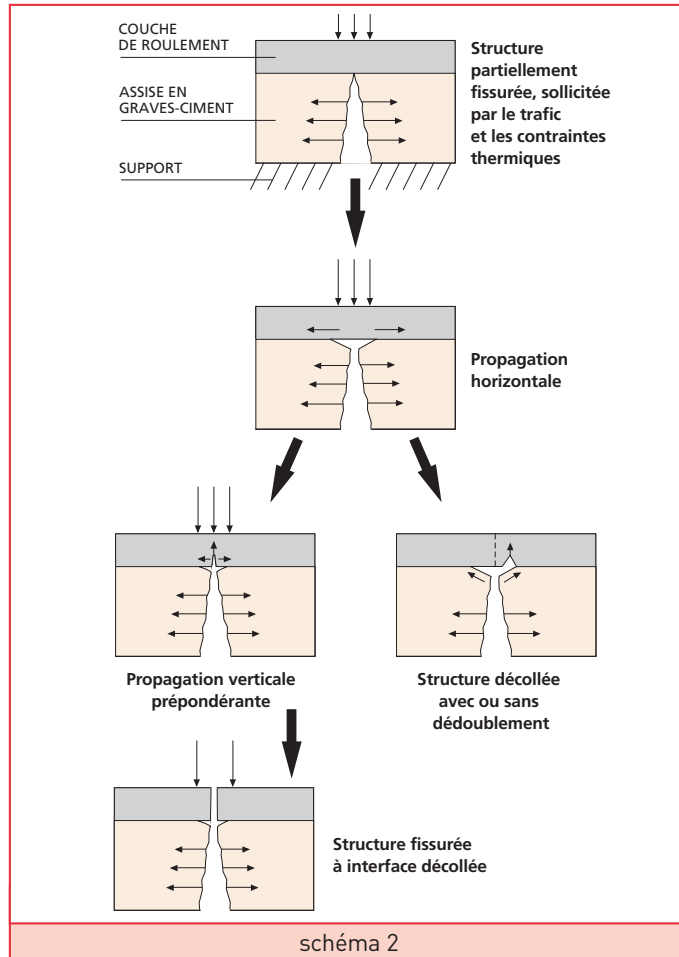 COUCHE
DE ROULEMENT
ASSISE EN
GRAVES-CIMENT
SUPPORT
Structure
partiellement
fissurée, sollicitée
par le trafic
et les contraintes
thermiques
Propagation
horizontale
Propagation verticale
prépondérante
Structure décollée
avec ou sans
dédoublement
Structure fissurée
à interface décollée
schéma 2